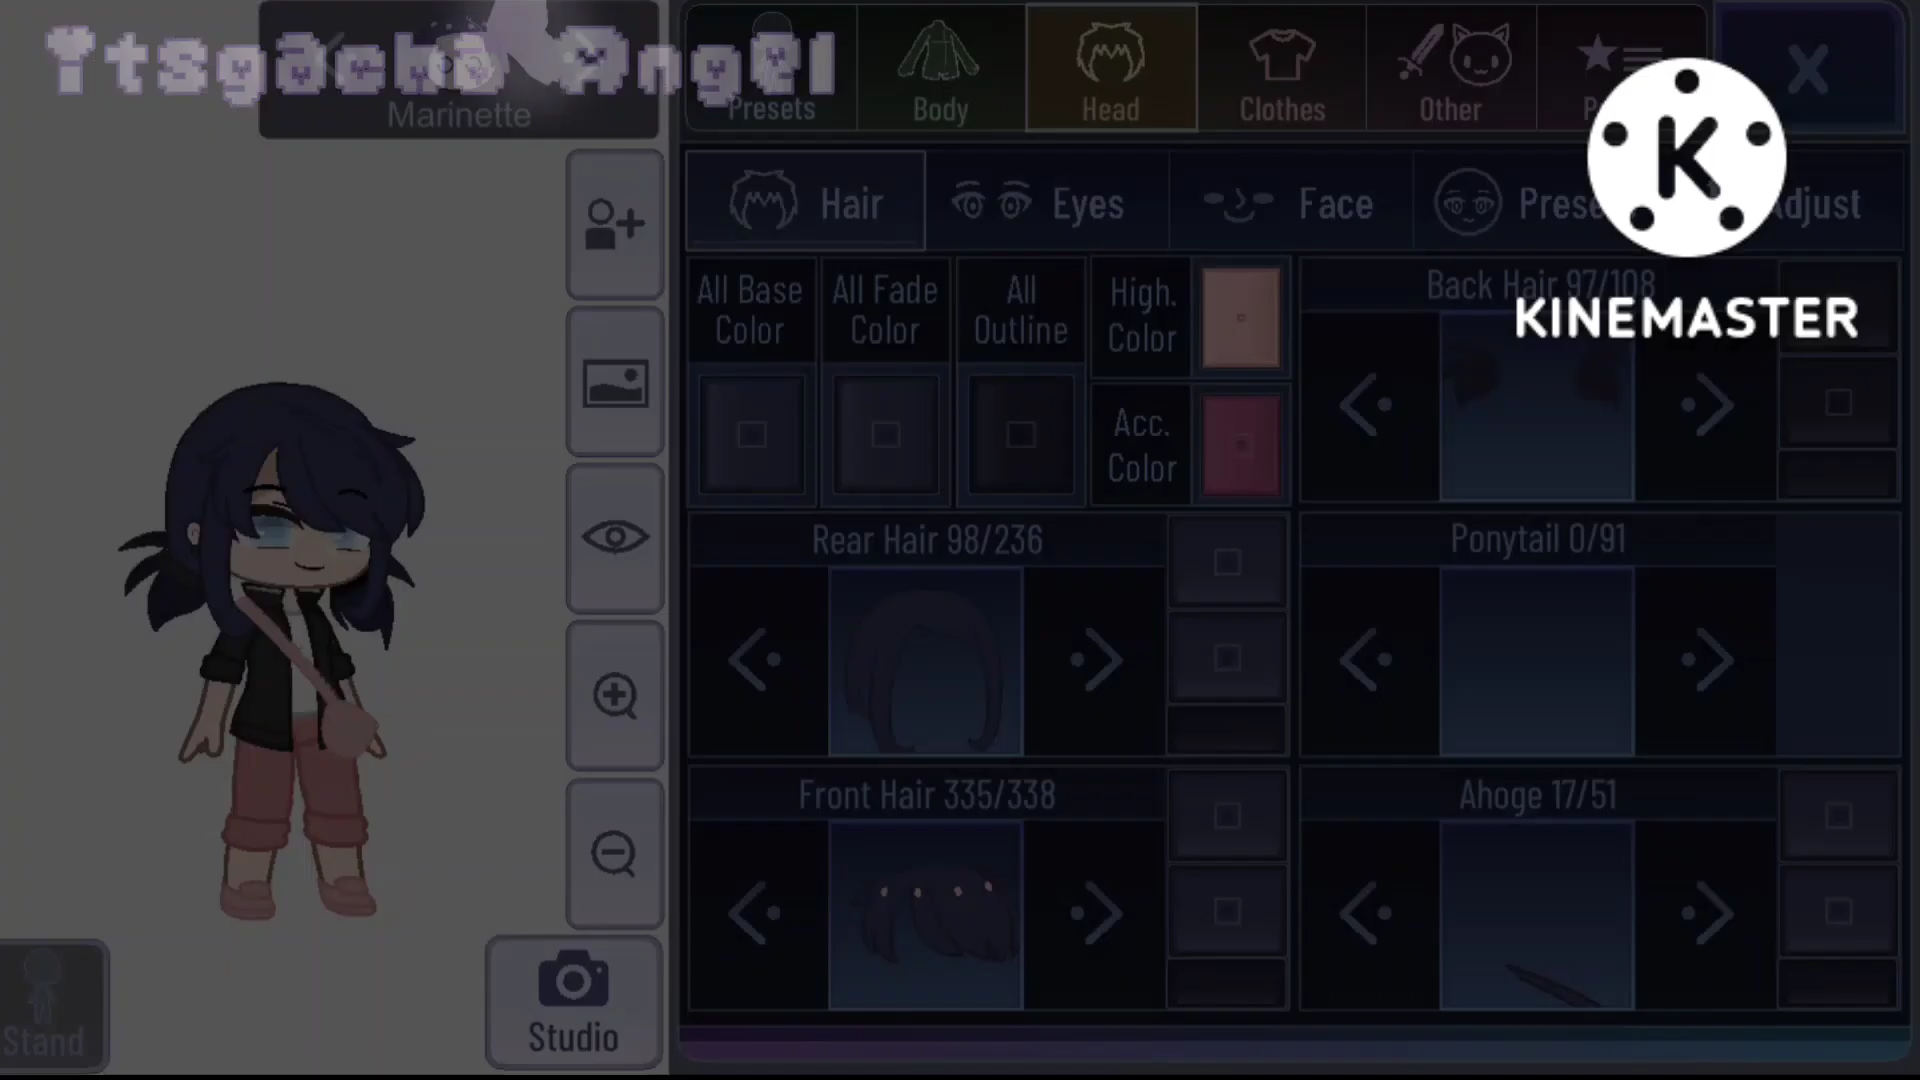 Ytsgacha Angel
Marinette
Presets
Body
Head
Clothes
Other
X
K
KINEMASTER
Hair
Eyes
Face
Adjust
All Base
Color
All Fade
Color
All
Outline
High.
Color
Acc.
Color
Back Hair 97/108
Rear Hair 98/236
Ponytail 0/91
Front Hair 335/338
Ahoge 17/51
Stand
Studio